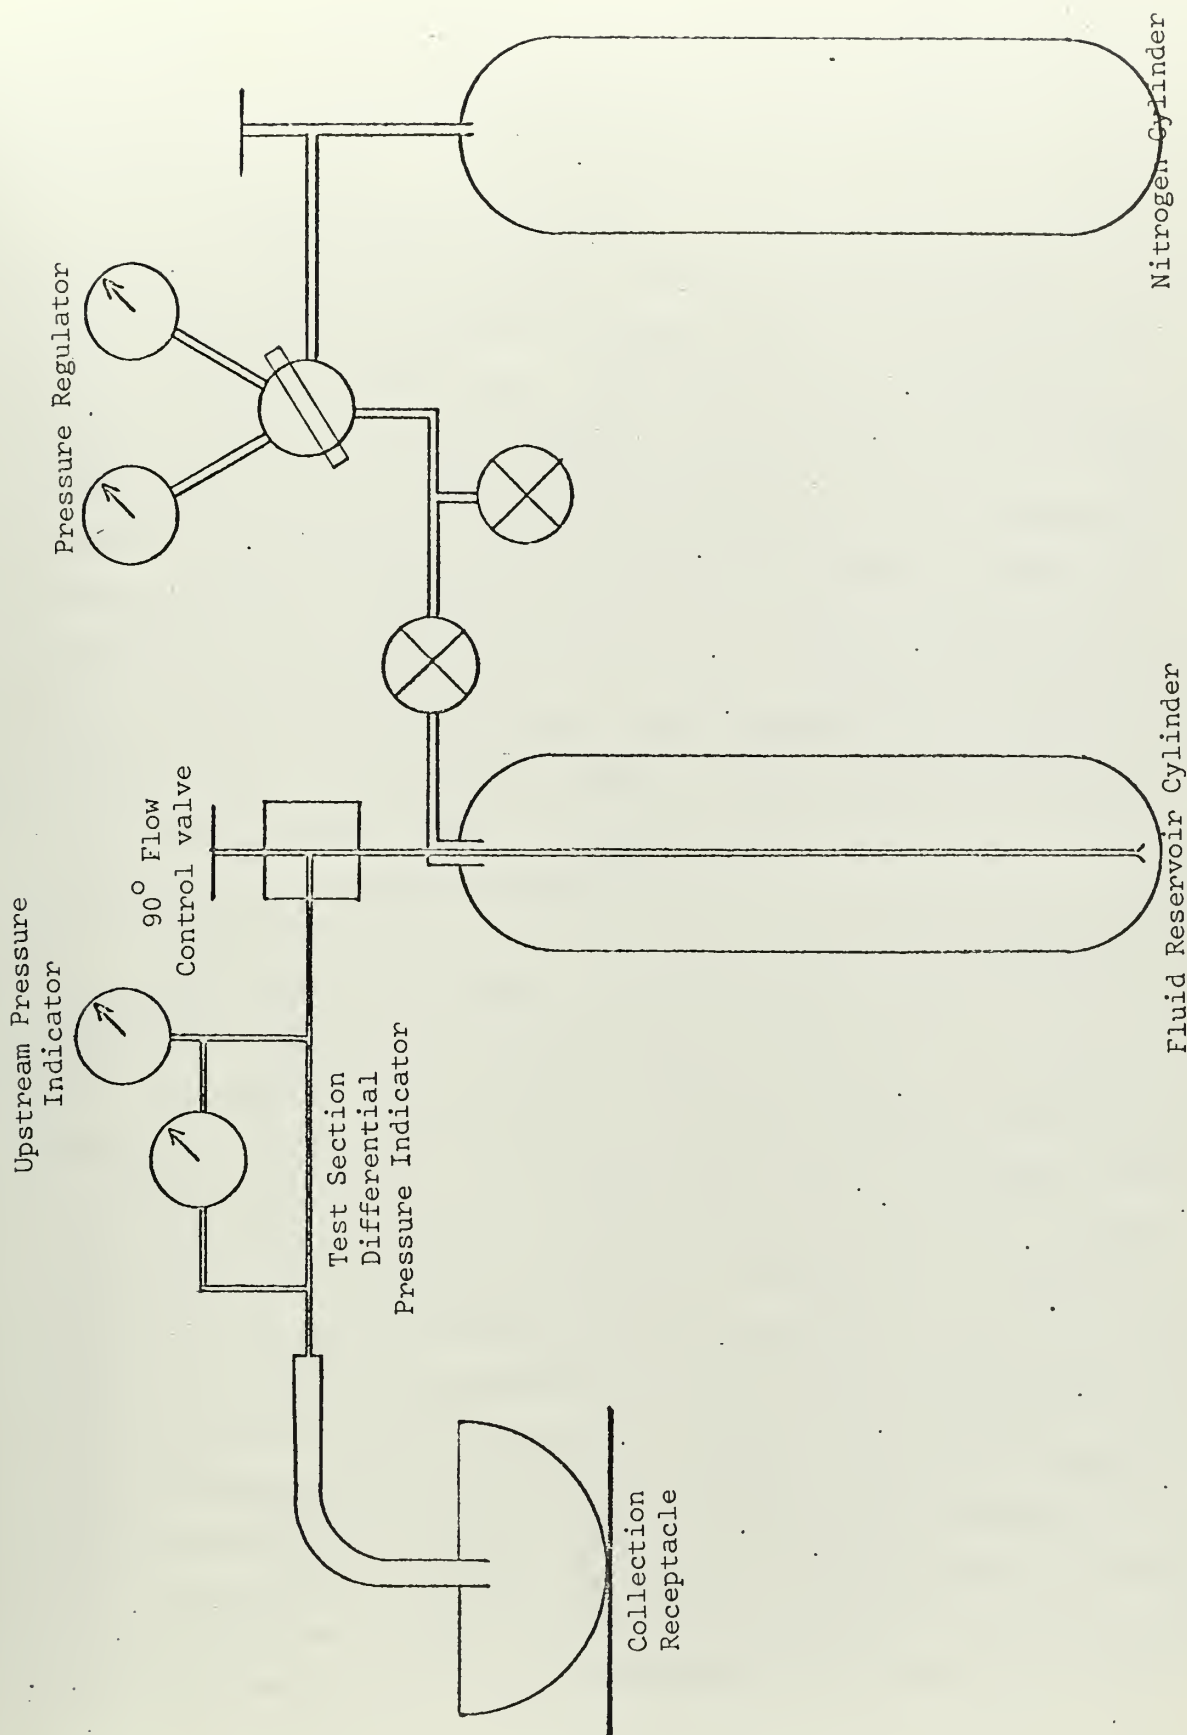 Upstream Pressure
Indicator
90° Flow
Control valve
Pressure Regulator
Test Section
Differential
Pressure Indicator
Collection
Receptacle
Fluid Reservoir Cylinder
Nitrogen Cylinder